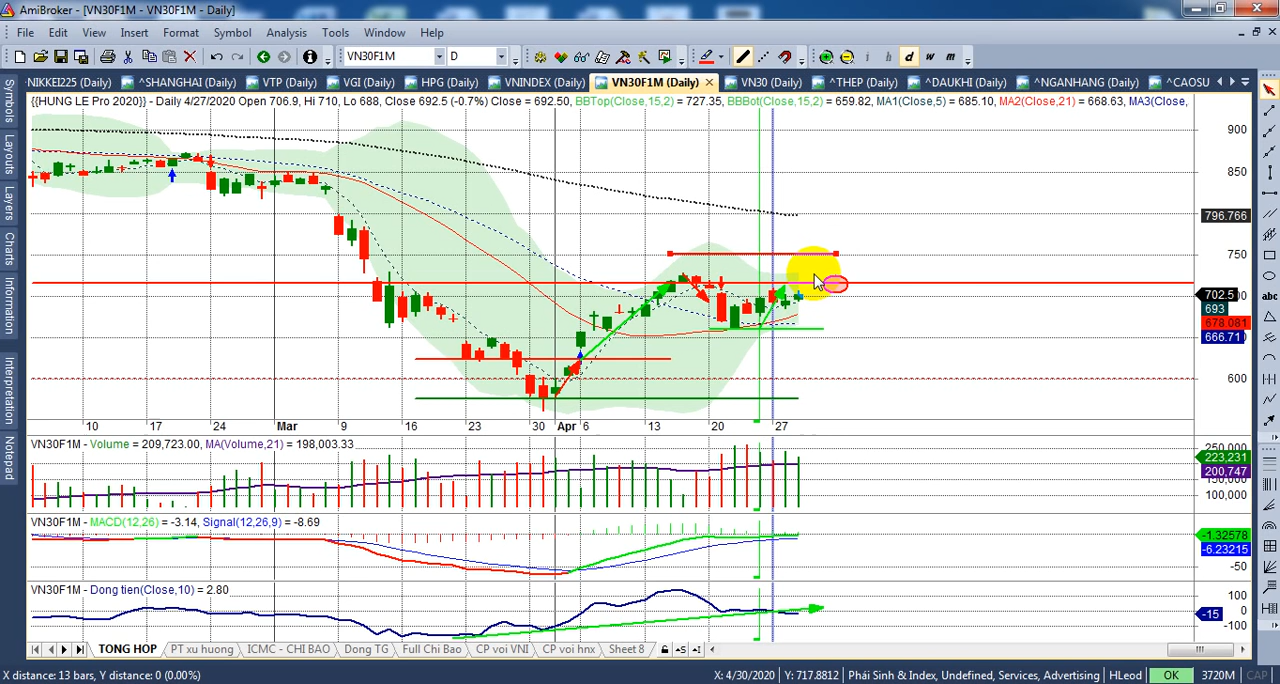 AmiBroker - [VN30F1M - Daily]
File Edit View Insert Format Symbol Analysis Tools Window Help
VN30F1M D i h d w m
NIKKEI225 (Daily) ^SHANGHAI (Daily) VTP (Daily) VGI (Daily) HPG (Daily) VNINDEX (Daily) VN30F1M (Daily) VN30 (Daily) ^THEP (Daily) ^DAUKHI (Daily) ^NGANHANG (Daily) ^CAOSU
{{HUNG LE Pro 2020}} - Daily 4/27/2020 Open 706.9, Hi 710, Lo 688, Close 692.5 (-0.7%) Close = 692.50, BBTop(Close,15,2) = 727.35, BBBot(Close,15,2) = 659.82, MA1(Close,5) = 685.10, MA2(Close,21) = 668.63, MA3(Close,
Symbols
Layouts
Layers
Charts
Information
Interpretation
Notepad
abc
900
850
796.766
750
702.5
693
678.081
666.71
600
10 17 24 Mar 9 16 23 30 Apr 6 13 20 27
VN30F1M - Volume = 209,723.00, MA(Volume,21) = 198,003.33
250,000
223,231
200,747
150,000
100,000
VN30F1M - MACD(12,26) = -3.14, Signal(12,26,9) = -8.69
-1.32578
-6.23215
-50
VN30F1M - Dong tien(Close,10) = 2.80
100
0
-15
-100
TONG HOP PT xu huong ICMC - CHI BAO Dong TG Full Chi Bao CP voi VNI CP voi hnx Sheet 8
X distance: 13 bars, Y distance: 0 (0.00%) X: 4/30/2020 Y: 717.8812 Phái Sinh & Index, Undefined, Services, Advertising HLeod OK 3720M CAP